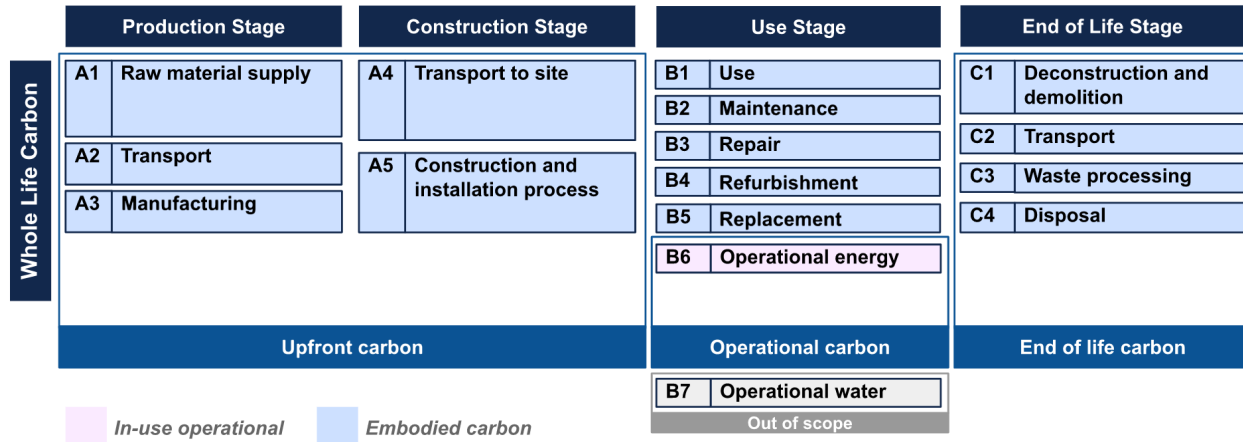 Production Stage
Construction Stage
Use Stage
End of Life Stage
Whole Life Carbon
A1 Raw material supply
A2 Transport
A3 Manufacturing
A4 Transport to site
A5 Construction and
installation process
B1 Use
B2 Maintenance
B3 Repair
B4 Refurbishment
B5 Replacement
B6 Operational energy
C1 Deconstruction and
demolition
C2 Transport
C3 Waste processing
C4 Disposal
Upfront carbon
Operational carbon
End of life carbon
B7 Operational water
Out of scope
In-use operational
Embodied carbon